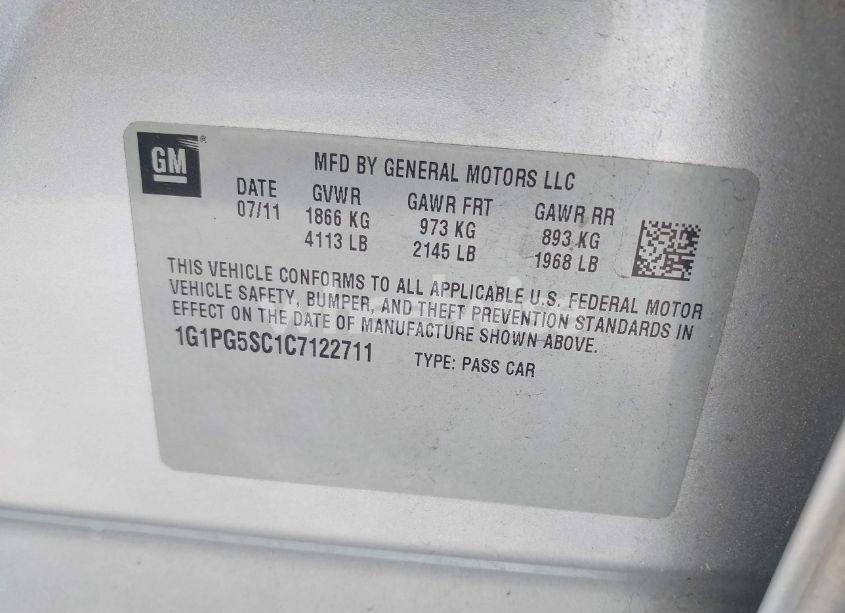 GM®
MFD BY GENERAL MOTORS LLC
DATE GVWR GAWR FRT GAWR RR
07/11 1866 KG 973 KG 893 KG
4113 LB 2145 LB 1968 LB
THIS VEHICLE CONFORMS TO ALL APPLICABLE U.S. FEDERAL MOTOR
VEHICLE SAFETY, BUMPER, AND THEFT PREVENTION STANDARDS IN
EFFECT ON THE DATE OF MANUFACTURE SHOWN ABOVE.
1G1PG5SC1C7122711 TYPE: PASS CAR